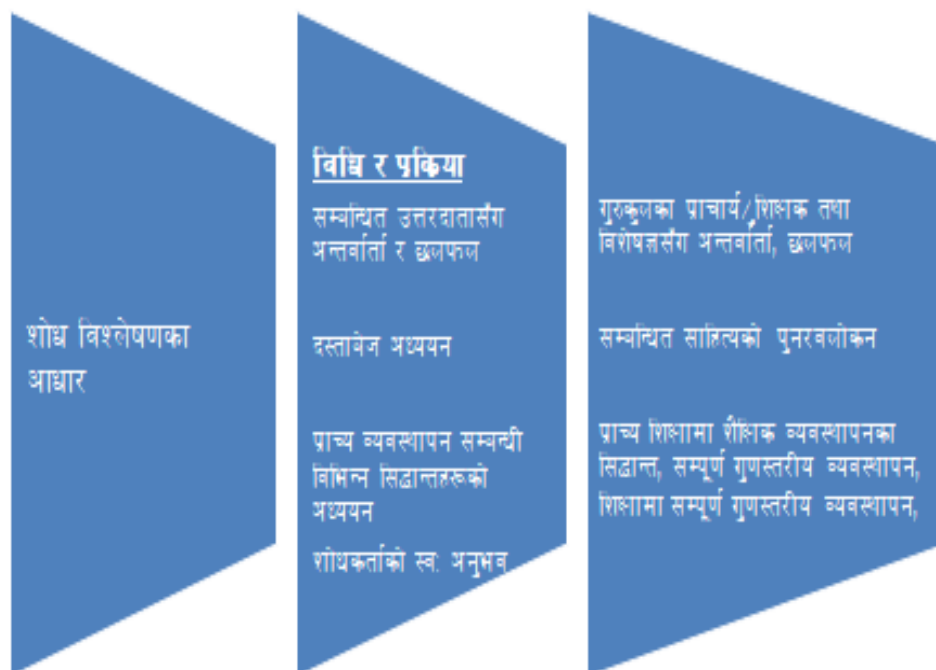 शोध विश्लेषणका
आधार
विधि र प्रकिया
सम्बन्धित उत्तरदातासँग
अन्तर्वार्ता र छलफल
दस्तावेज अध्ययन
प्राच्य व्यवस्थापन सम्बन्धी
विभिन्न सिद्धान्तहरूको
अध्ययन
शोधकर्ताको स्व: अनुभव
गुरुकुलका प्राचार्य/शिक्षक तथा
विशेषज्ञसँग अन्तर्वार्ता, छलफल
सम्बन्धित साहित्यको पुनरवलोकन
प्राच्य शिक्षामा शैक्षिक व्यवस्थापनका
सिद्धान्त, सम्पूर्ण गुणस्तरीय व्यवस्थापन,
शिक्षामा सम्पूर्ण गुणस्तरीय व्यवस्थापन,